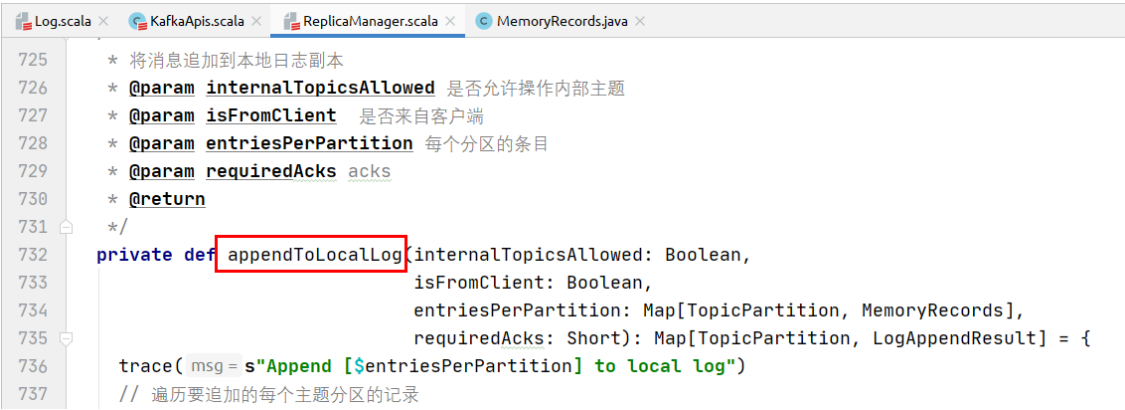 Log.scala KafkaApis.scala ReplicaManager.scala MemoryRecords.java
725 * 将消息追加到本地日志副本
726 * @param internalTopicsAllowed 是否允许操作内部主题
727 * @param isFromClient 是否来自客户端
728 * @param entriesPerPartition 每个分区的条目
729 * @param requiredAcks acks
730 * @return
731 */
732 private def appendToLocalLog(internalTopicsAllowed: Boolean,
733 isFromClient: Boolean,
734 entriesPerPartition: Map[TopicPartition, MemoryRecords],
735 requiredAcks: Short): Map[TopicPartition, LogAppendResult] = {
736 trace( msg = s"Append [$entriesPerPartition] to local log")
737 // 遍历要追加的每个主题分区的记录